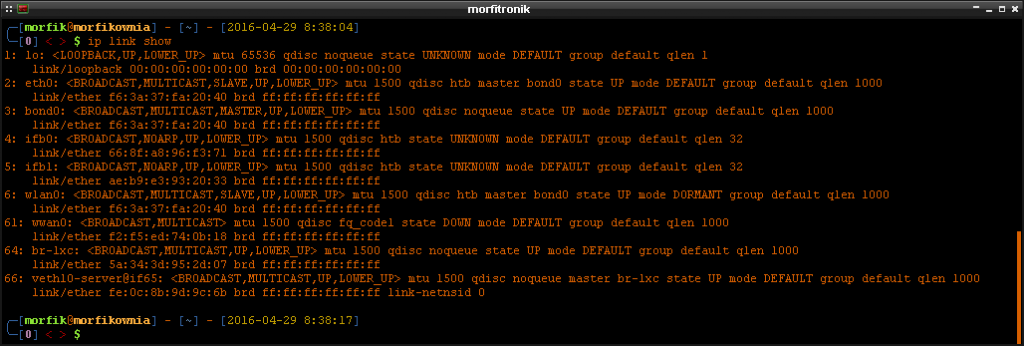 morfitronik
[morfik@morfikownia] - [~] - [2016-04-29 8:38:04]
[0] < > $ ip link show
1: lo: <LOOPBACK,UP,LOWER_UP> mtu 65536 qdisc noqueue state UNKNOWN mode DEFAULT group default qlen 1
link/loopback 00:00:00:00:00:00 brd 00:00:00:00:00:00
2: eth0: <BROADCAST,MULTICAST,SLAVE,UP,LOWER_UP> mtu 1500 qdisc htb master bond0 state UP mode DEFAULT group default qlen 1000
link/ether f6:3a:37:fa:20:40 brd ff:ff:ff:ff:ff:ff
3: bond0: <BROADCAST,MULTICAST,MASTER,UP,LOWER_UP> mtu 1500 qdisc noqueue state UP mode DEFAULT group default qlen 1000
link/ether f6:3a:37:fa:20:40 brd ff:ff:ff:ff:ff:ff
4: ifb0: <BROADCAST,NOARP,UP,LOWER_UP> mtu 1500 qdisc htb state UNKNOWN mode DEFAULT group default qlen 32
link/ether 66:8f:a8:96:f3:71 brd ff:ff:ff:ff:ff:ff
5: ifb1: <BROADCAST,NOARP,UP,LOWER_UP> mtu 1500 qdisc htb state UNKNOWN mode DEFAULT group default qlen 32
link/ether ae:b9:e3:93:20:33 brd ff:ff:ff:ff:ff:ff
6: wlan0: <BROADCAST,MULTICAST,SLAVE,UP,LOWER_UP> mtu 1500 qdisc htb master bond0 state UP mode DORMANT group default qlen 1000
link/ether f6:3a:37:fa:20:40 brd ff:ff:ff:ff:ff:ff
61: wwan0: <BROADCAST,MULTICAST> mtu 1500 qdisc fq_codel state DOWN mode DEFAULT group default qlen 1000
link/ether f2:f5:ed:74:0b:18 brd ff:ff:ff:ff:ff:ff
64: br-lxc: <BROADCAST,MULTICAST,UP,LOWER_UP> mtu 1500 qdisc noqueue state UP mode DEFAULT group default qlen 1000
link/ether 5a:34:3d:95:2d:07 brd ff:ff:ff:ff:ff:ff
66: veth10-server@if65: <BROADCAST,MULTICAST,UP,LOWER_UP> mtu 1500 qdisc noqueue master br-lxc state UP mode DEFAULT group default qlen 1000
link/ether fe:0c:8b:9d:9c:6b brd ff:ff:ff:ff:ff:ff link-netnsid 0
[morfik@morfikownia] - [~] - [2016-04-29 8:38:17]
[0] < > $